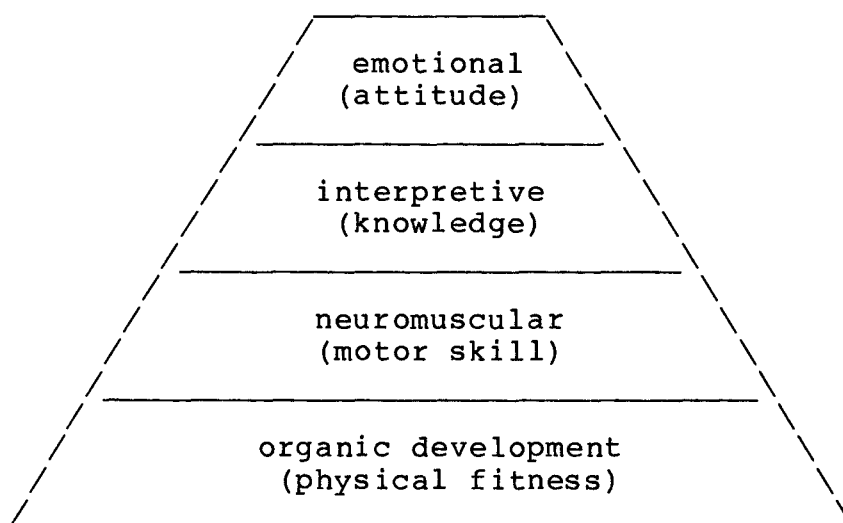 emotional
(attitude)
interpretive
(knowledge)
neuromuscular
(motor skill)
organic development
(physical fitness)